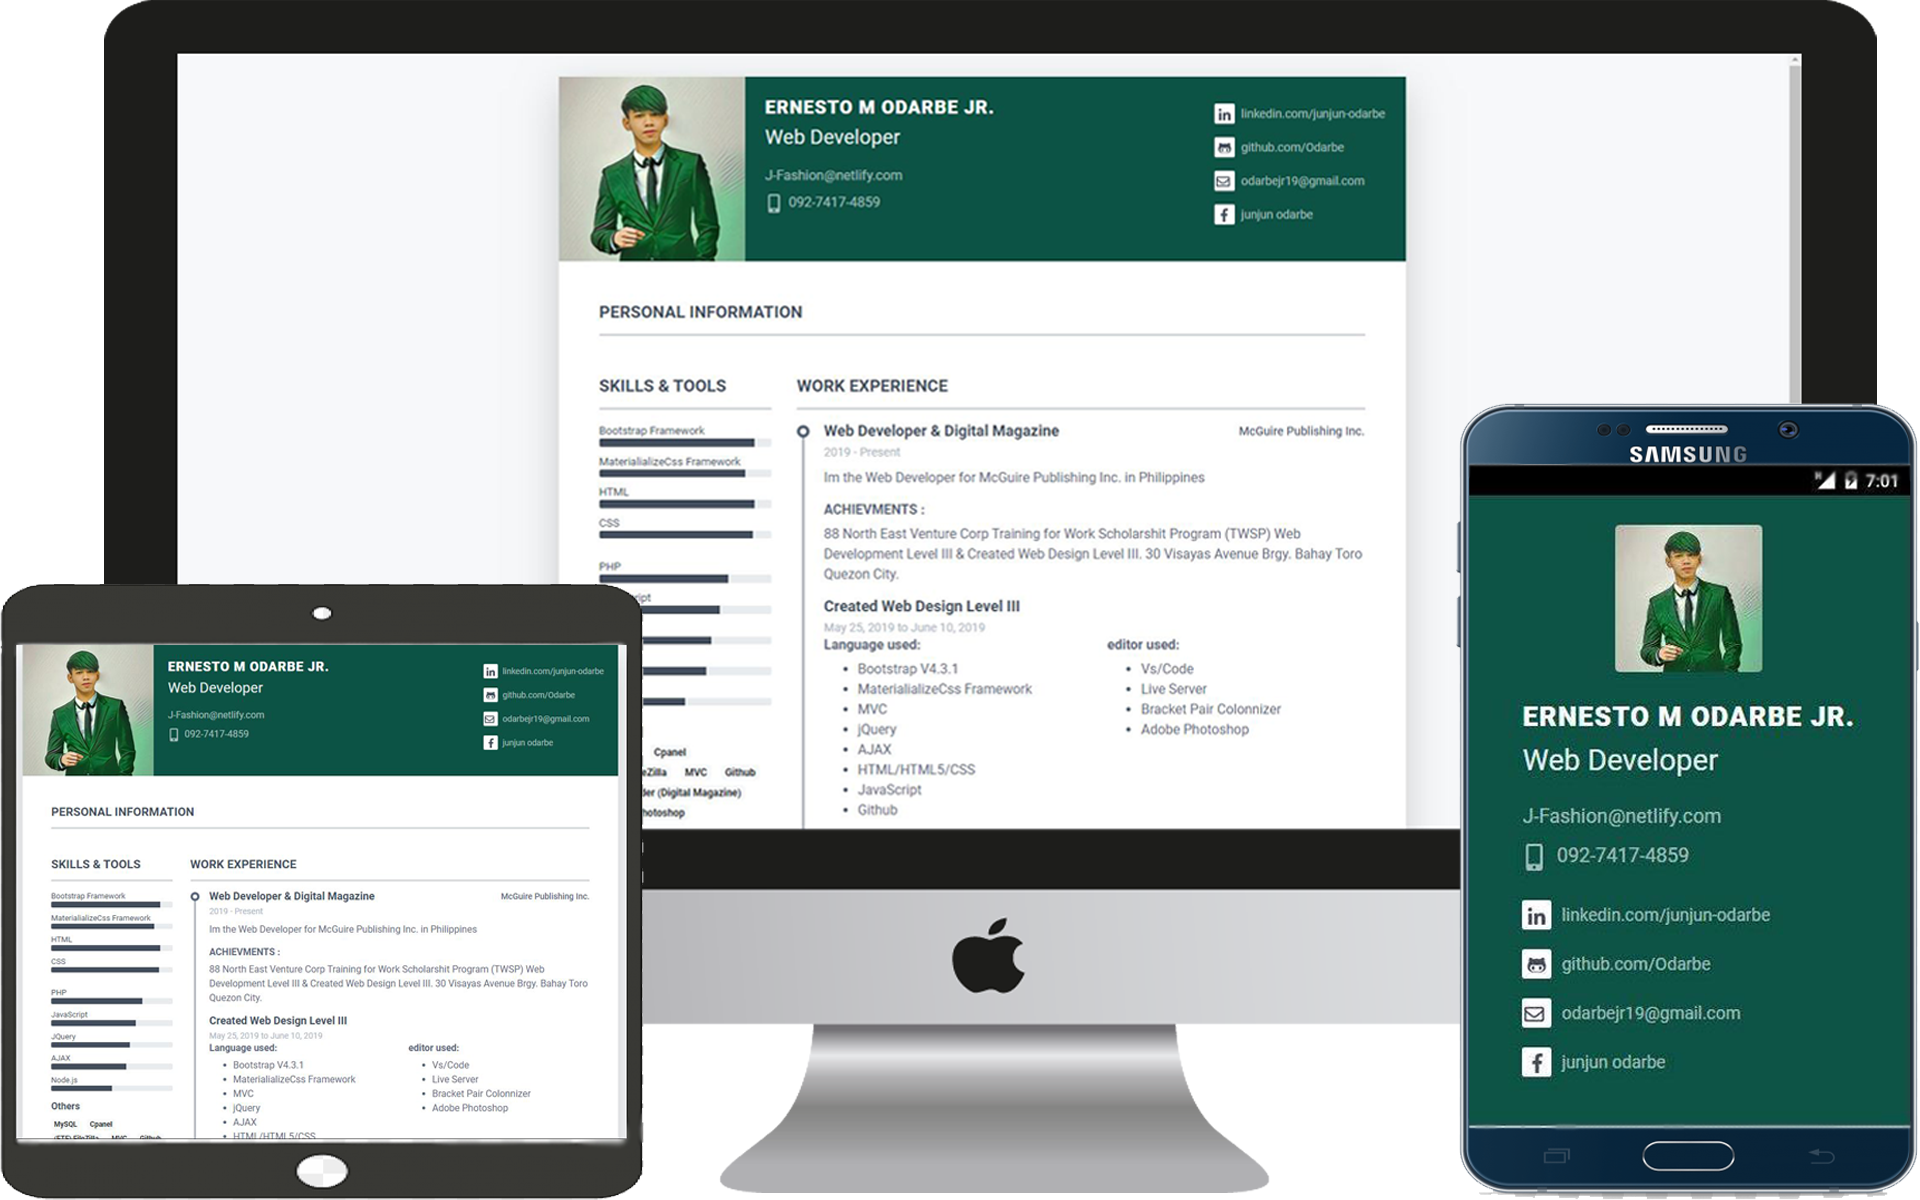 ERNESTO M ODARBE JR.
Web Developer
J-Fashion@netlify.com
092-7417-4859
linkedin.com/junjun-odarbe
github.com/Odarbe
odarbejr19@gmail.com
junjun odarbe
PERSONAL INFORMATION
SKILLS & TOOLS
Bootstrap Framework
MaterialializeCss Framework
HTML
CSS
PHP
ript
Cpanel
eZilla MVC Github
der (Digital Magazine)
hotoshop
WORK EXPERIENCE
Web Developer & Digital Magazine McGuire Publishing Inc.
2019 - Present
Im the Web Developer for McGuire Publishing Inc. in Philippines
ACHIEVMENTS :
88 North East Venture Corp Training for Work Scholarshit Program (TWSP) Web
Development Level III & Created Web Design Level III. 30 Visayas Avenue Brgy. Bahay Toro
Quezon City.
Created Web Design Level III
May 25, 2019 to June 10, 2019
Language used:
Bootstrap V4.3.1
MaterialializeCss Framework
MVC
jQuery
AJAX
HTML/HTML5/CSS
JavaScript
Github
editor used:
Vs/Code
Live Server
Bracket Pair Colonnizer
Adobe Photoshop
ERNESTO M ODARBE JR.
Web Developer
J-Fashion@netlify.com
092-7417-4859
linkedin.com/junjun-odarbe
github.com/Odarbe
odarbejr19@gmail.com
junjun odarbe
PERSONAL INFORMATION
SKILLS & TOOLS
Bootstrap Framework
MaterialializeCss Framework
HTML
CSS
PHP
JavaScript
JQuery
AJAX
Node.js
Others
MySQL Cpanel
(FTF) FileZilla MVC Github
WORK EXPERIENCE
Web Developer & Digital Magazine McGuire Publishing Inc.
2019 - Present
Im the Web Developer for McGuire Publishing Inc. in Philippines
ACHIEVMENTS :
88 North East Venture Corp Training for Work Scholarshit Program (TWSP) Web
Development Level III & Created Web Design Level III. 30 Visayas Avenue Brgy. Bahay Toro
Quezon City.
Created Web Design Level III
May 25, 2019 to June 10, 2019
Language used:
Bootstrap V4.3.1
MaterialializeCss Framework
MVC
jQuery
AJAX
HTML/HTML5/CSS
editor used:
Vs/Code
Live Server
Bracket Pair Colonnizer
Adobe Photoshop
SAMSUNG
H 7:01
ERNESTO M ODARBE JR.
Web Developer
J-Fashion@netlify.com
092-7417-4859
linkedin.com/junjun-odarbe
github.com/Odarbe
odarbejr19@gmail.com
junjun odarbe